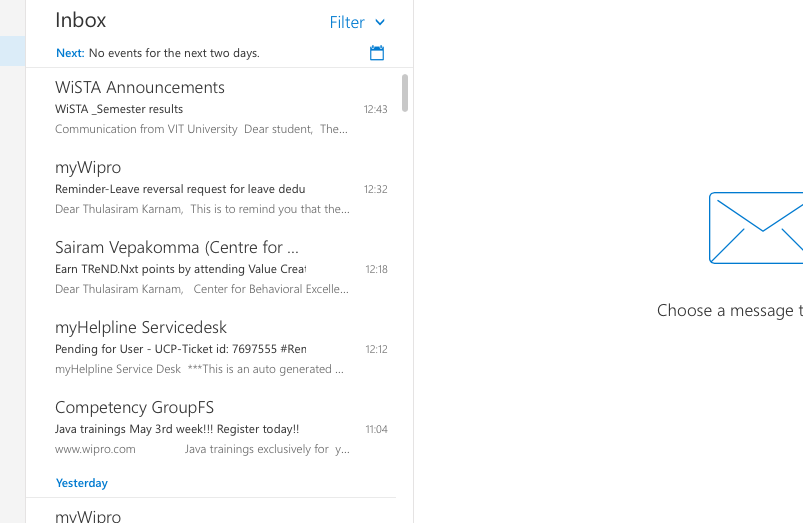 Inbox
Filter
Next: No events for the next two days.
WiSTA Announcements
WiSTA _Semester results
12:43
Communication from VIT University Dear student, The...
myWipro
Reminder-Leave reversal request for leave dedu
12:32
Dear Thulasiram Karnam, This is to remind you that the...
Sairam Vepakomma (Centre for ...
Earn TReND.Nxt points by attending Value Creat
12:18
Dear Thulasiram Karnam, Center for Behavioral Excelle...
myHelpline Servicedesk
Pending for User - UCP-Ticket id: 7697555 #Ren
12:12
myHelpline Service Desk ***This is an auto generated ...
Competency GroupFS
Java trainings May 3rd week!!! Register today!!
11:04
www.wipro.com Java trainings exclusively for y...
Yesterday
myWipro
Choose a message t